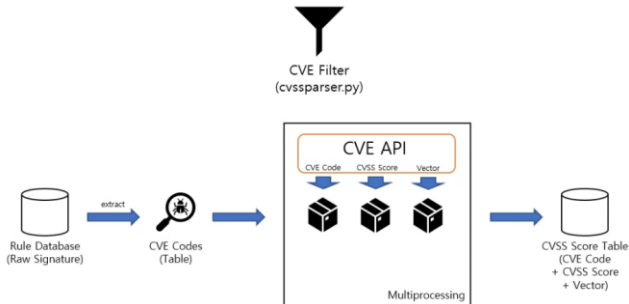 CVE Filter
(cvssparser.py)
CVE API
CVE Code
CVSS Score
Vector
extract
Rule Database
(Raw Signature)
CVE Codes
(Table)
Multiprocessing
CVSS Score Table
(CVE Code
+ CVSS Score
+ Vector)